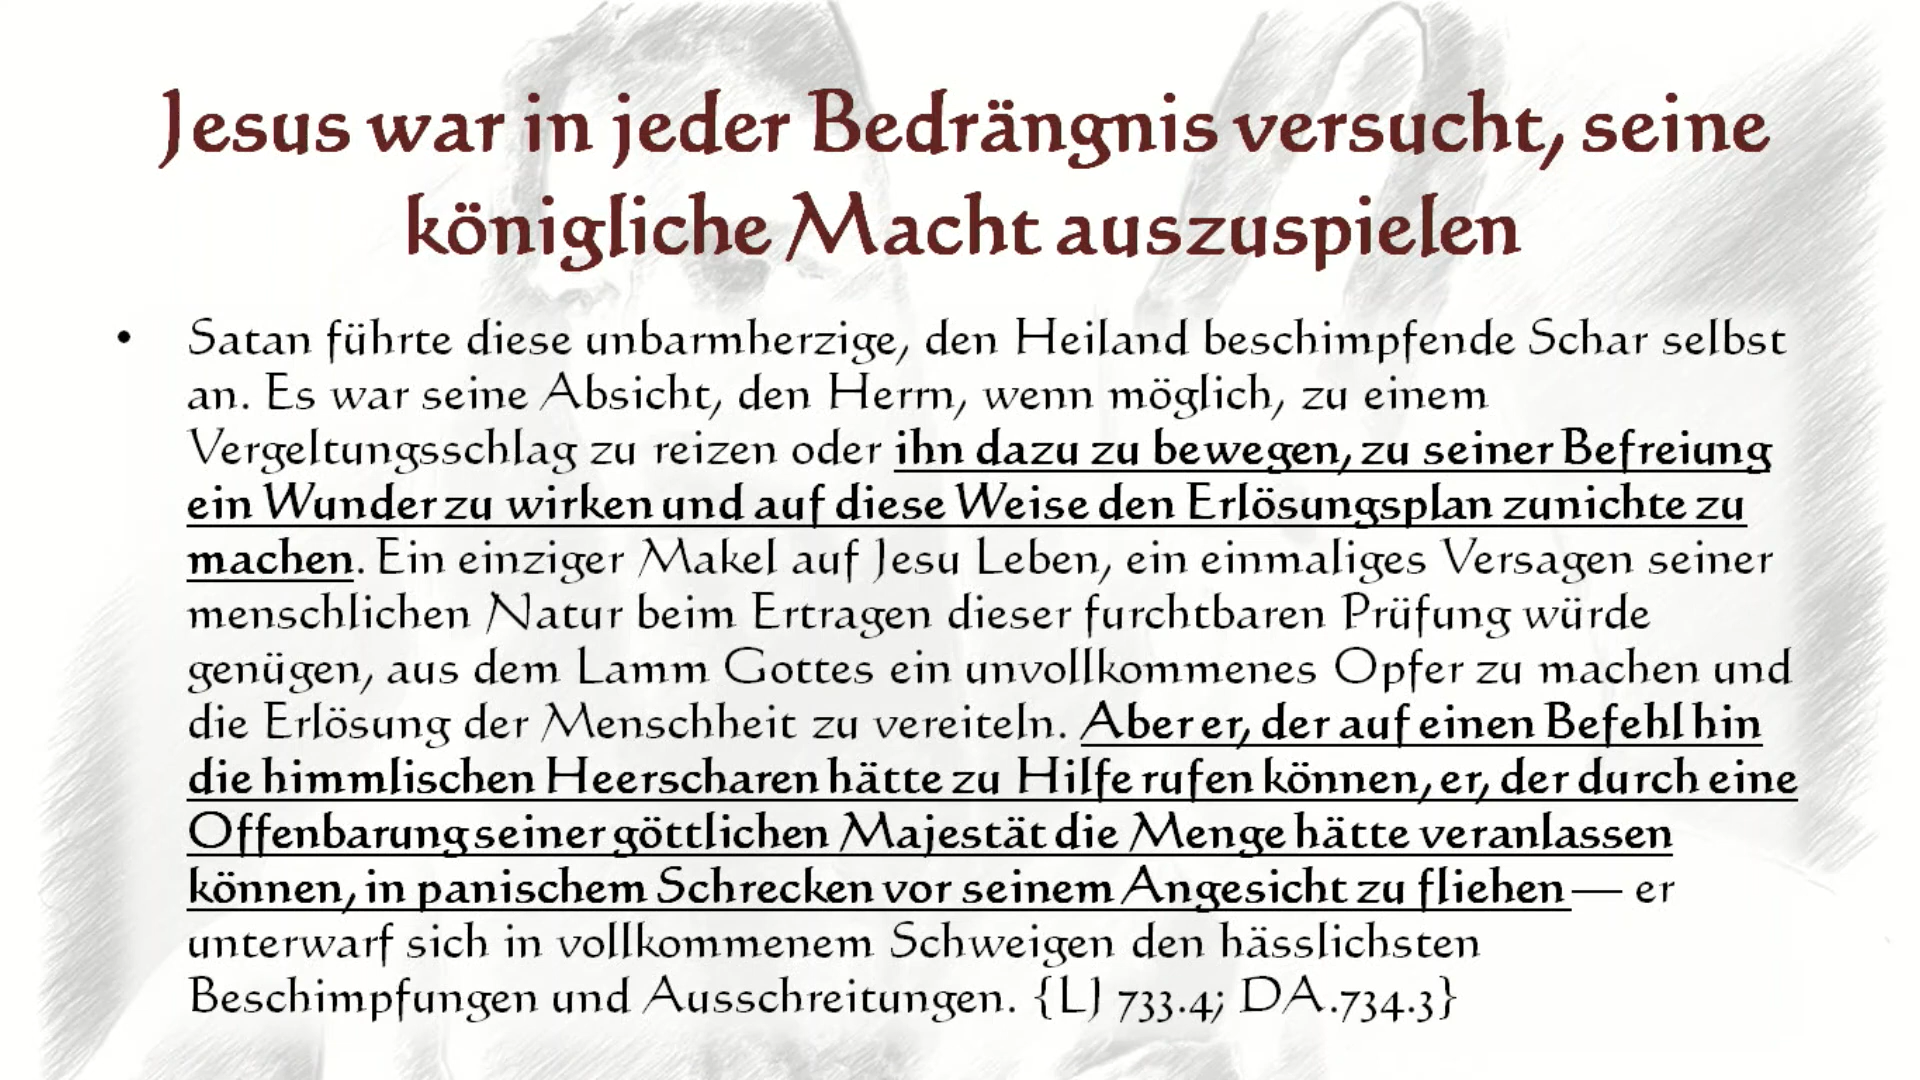 Jesus war in jeder Bedrängnis versucht, seine
königliche Macht auszuspielen
• Satan führte diese unbarmherzige, den Heiland beschimpfende Schar selbst
an. Es war seine Absicht, den Herrn, wenn möglich, zu einem
Vergeltungsschlag zu reizen oder ihn dazu zu bewegen, zu seiner Befreiung
ein Wunder zu wirken und auf diese Weise den Erlösungsplan zunichte zu
machen. Ein einziger Makel auf Jesu Leben, ein einmaliges Versagen seiner
menschlichen Natur beim Ertragen dieser furchtbaren Prüfung würde
genügen, aus dem Lamm Gottes ein unvollkommenes Opfer zu machen und
die Erlösung der Menschheit zu vereiteln. Aber er, der auf einen Befehl hin
die himmlischen Heerscharen hätte zu Hilfe rufen können, er, der durch eine
Offenbarung seiner göttlichen Majestät die Menge hätte veranlassen
können, in panischem Schrecken vor seinem Angesicht zu fliehen — er
unterwarf sich in vollkommenem Schweigen den hässlichsten
Beschimpfungen und Ausschreitungen. {LJ 733.4; DA.734.3}